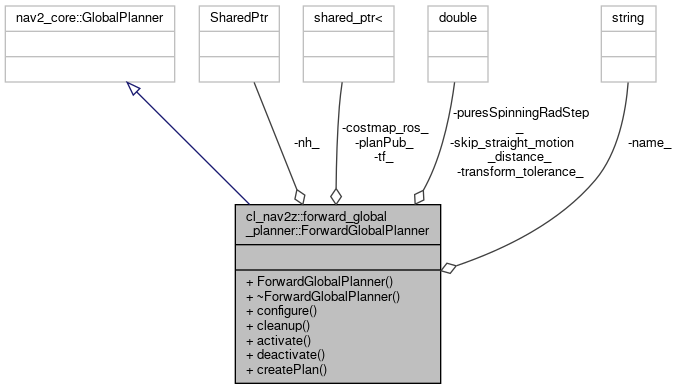 nav2_core::GlobalPlanner
SharedPtr
shared_ptr<
double
string
-nh_
-costmap_ros_
-planPub_
-tf_
-puresSpinningRadStep
_
-skip_straight_motion
_distance_
-transform_tolerance_
-name_
cl_nav2z::forward_global
_planner::ForwardGlobalPlanner
+ ForwardGlobalPlanner()
+ ~ForwardGlobalPlanner()
+ configure()
+ cleanup()
+ activate()
+ deactivate()
+ createPlan()